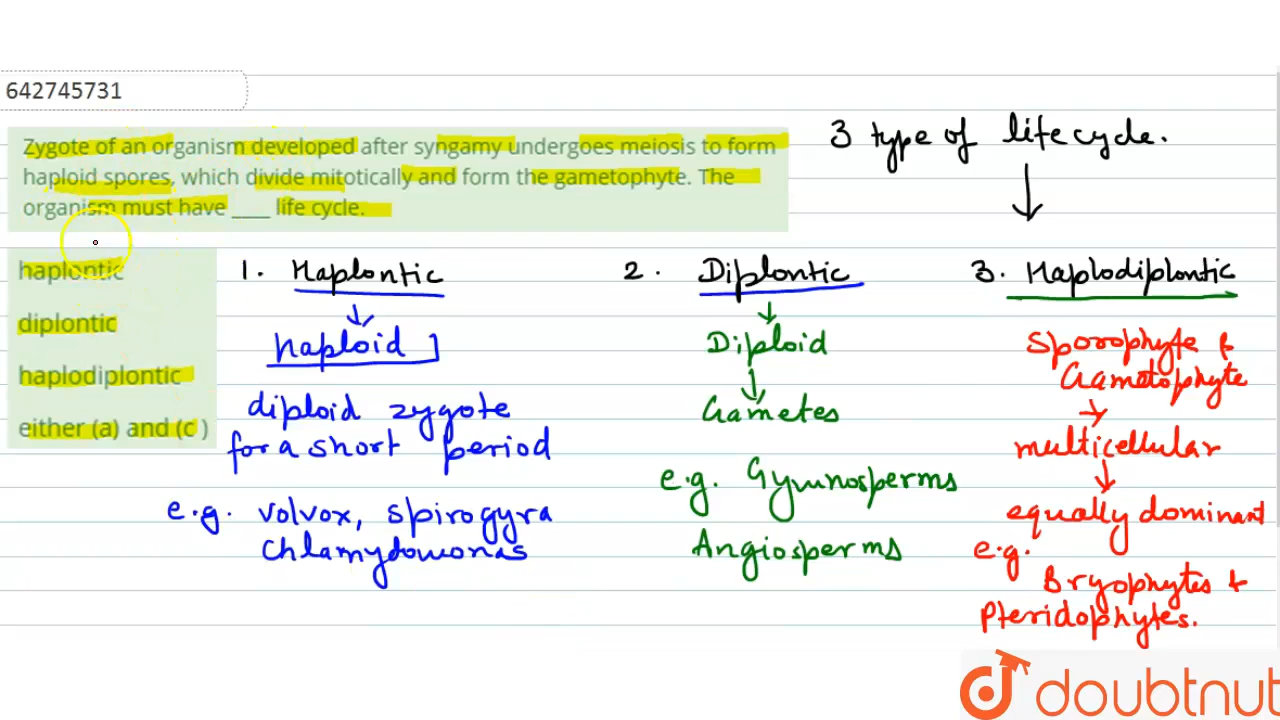 642745731
Zygote of an organism developed after syngamy undergoes meiosis to form
haploid spores, which divide mitotically and form the gametophyte. The
organism must have ____ life cycle.
haplontic
diplontic
haplodiplontic
either (a) and (c )
3 type of life cycle.
1. Haplontic
haploid
diploid zygote
for a short period
e.g. volvox, spirogyra
Chlamydomonas
2. Diplontic
Diploid
Gametes
e.g. Gymnosperms
Angiosperms
3. Haplodiplontic
Sporophyte &
Gametophyte
multicellular
equally dominant
e.g.
Bryophytes &
Pteridophytes.
doubtnut